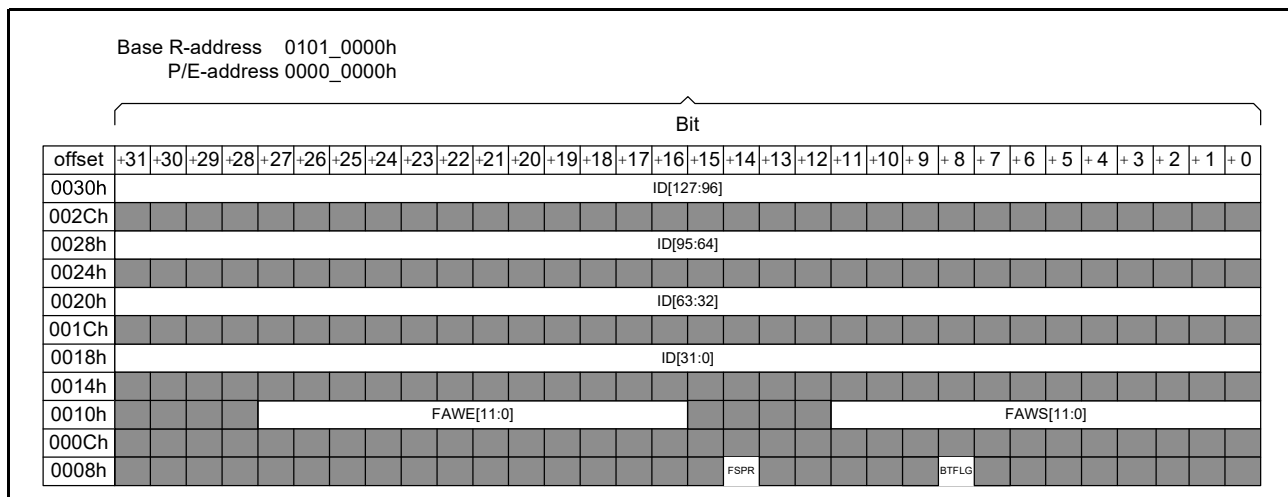 Base R-address 0101_0000h
P/E-address 0000_0000h
Bit
offset +31 +30 +29 +28 +27 +26 +25 +24 +23 +22 +21 +20 +19 +18 +17 +16 +15 +14 +13 +12 +11 +10 + 9 + 8 + 7 + 6 + 5 + 4 + 3 + 2 + 1 + 0
0030h ID[127:96]
002Ch
0028h ID[95:64]
0024h
0020h ID[63:32]
001Ch
0018h ID[31:0]
0014h
0010h FAWE[11:0] FAWS[11:0]
000Ch
0008h FSPR BTFLG